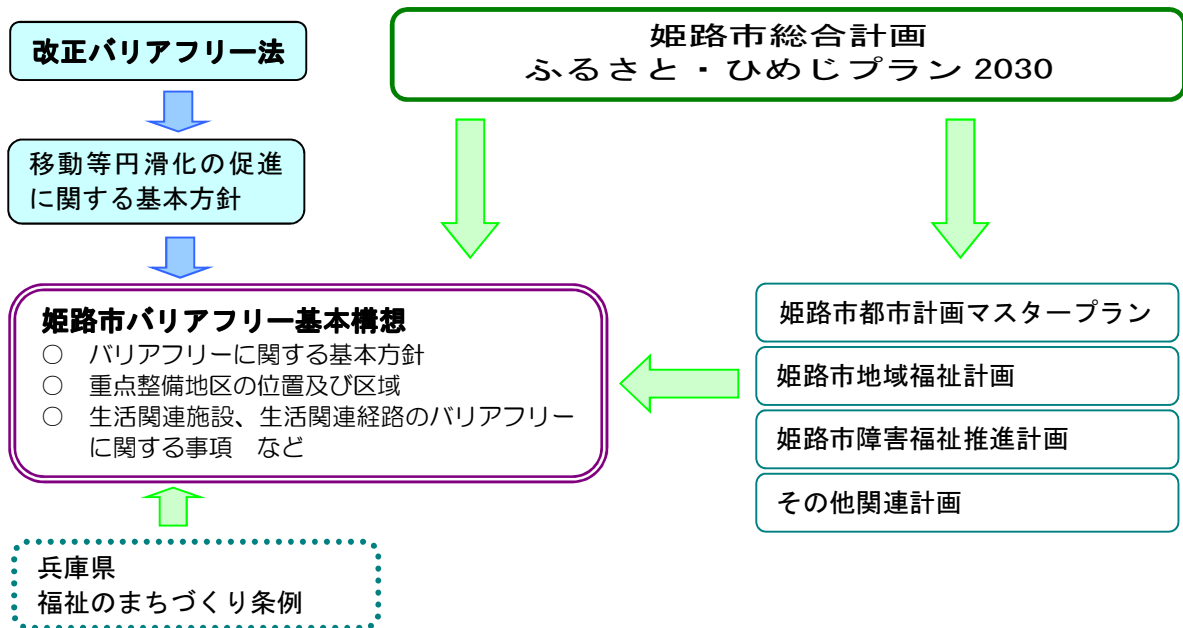 改正バリアフリー法
姫路市総合計画
ふるさと・ひめじプラン 2030
移動等円滑化の促進
に関する基本方針
姫路市バリアフリー基本構想
○ バリアフリーに関する基本方針
○ 重点整備地区の位置及び区域
○ 生活関連施設、生活関連経路のバリアフリー
に関する事項 など
姫路市都市計画マスタープラン
姫路市地域福祉計画
姫路市障害福祉推進計画
その他関連計画
兵庫県
福祉のまちづくり条例